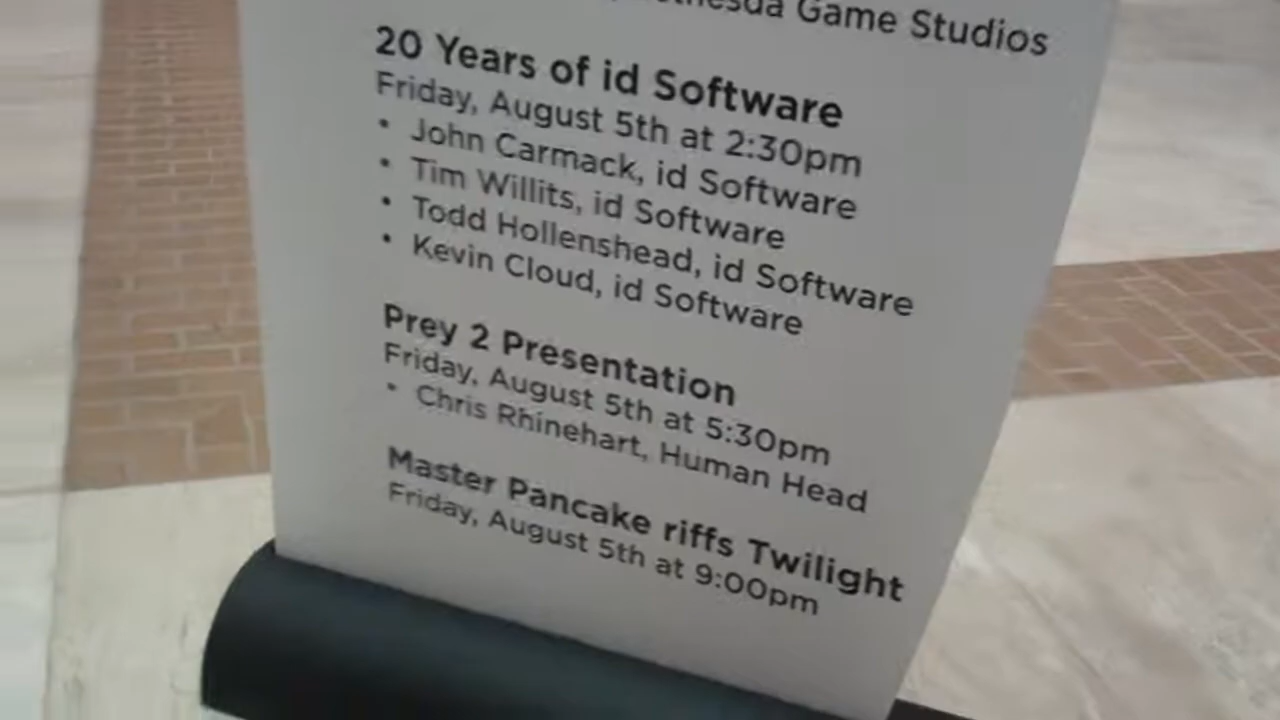 Game Studios
20 Years of id Software
Friday, August 5th at 2:30pm
• John Carmack, id Software
• Tim Willits, id Software
• Todd Hollenshead, id Software
• Kevin Cloud, id Software
Prey 2 Presentation
Friday, August 5th at 5:30pm
• Chris Rhinehart, Human Head
Master Pancake riffs Twilight
Friday, August 5th at 9:00pm